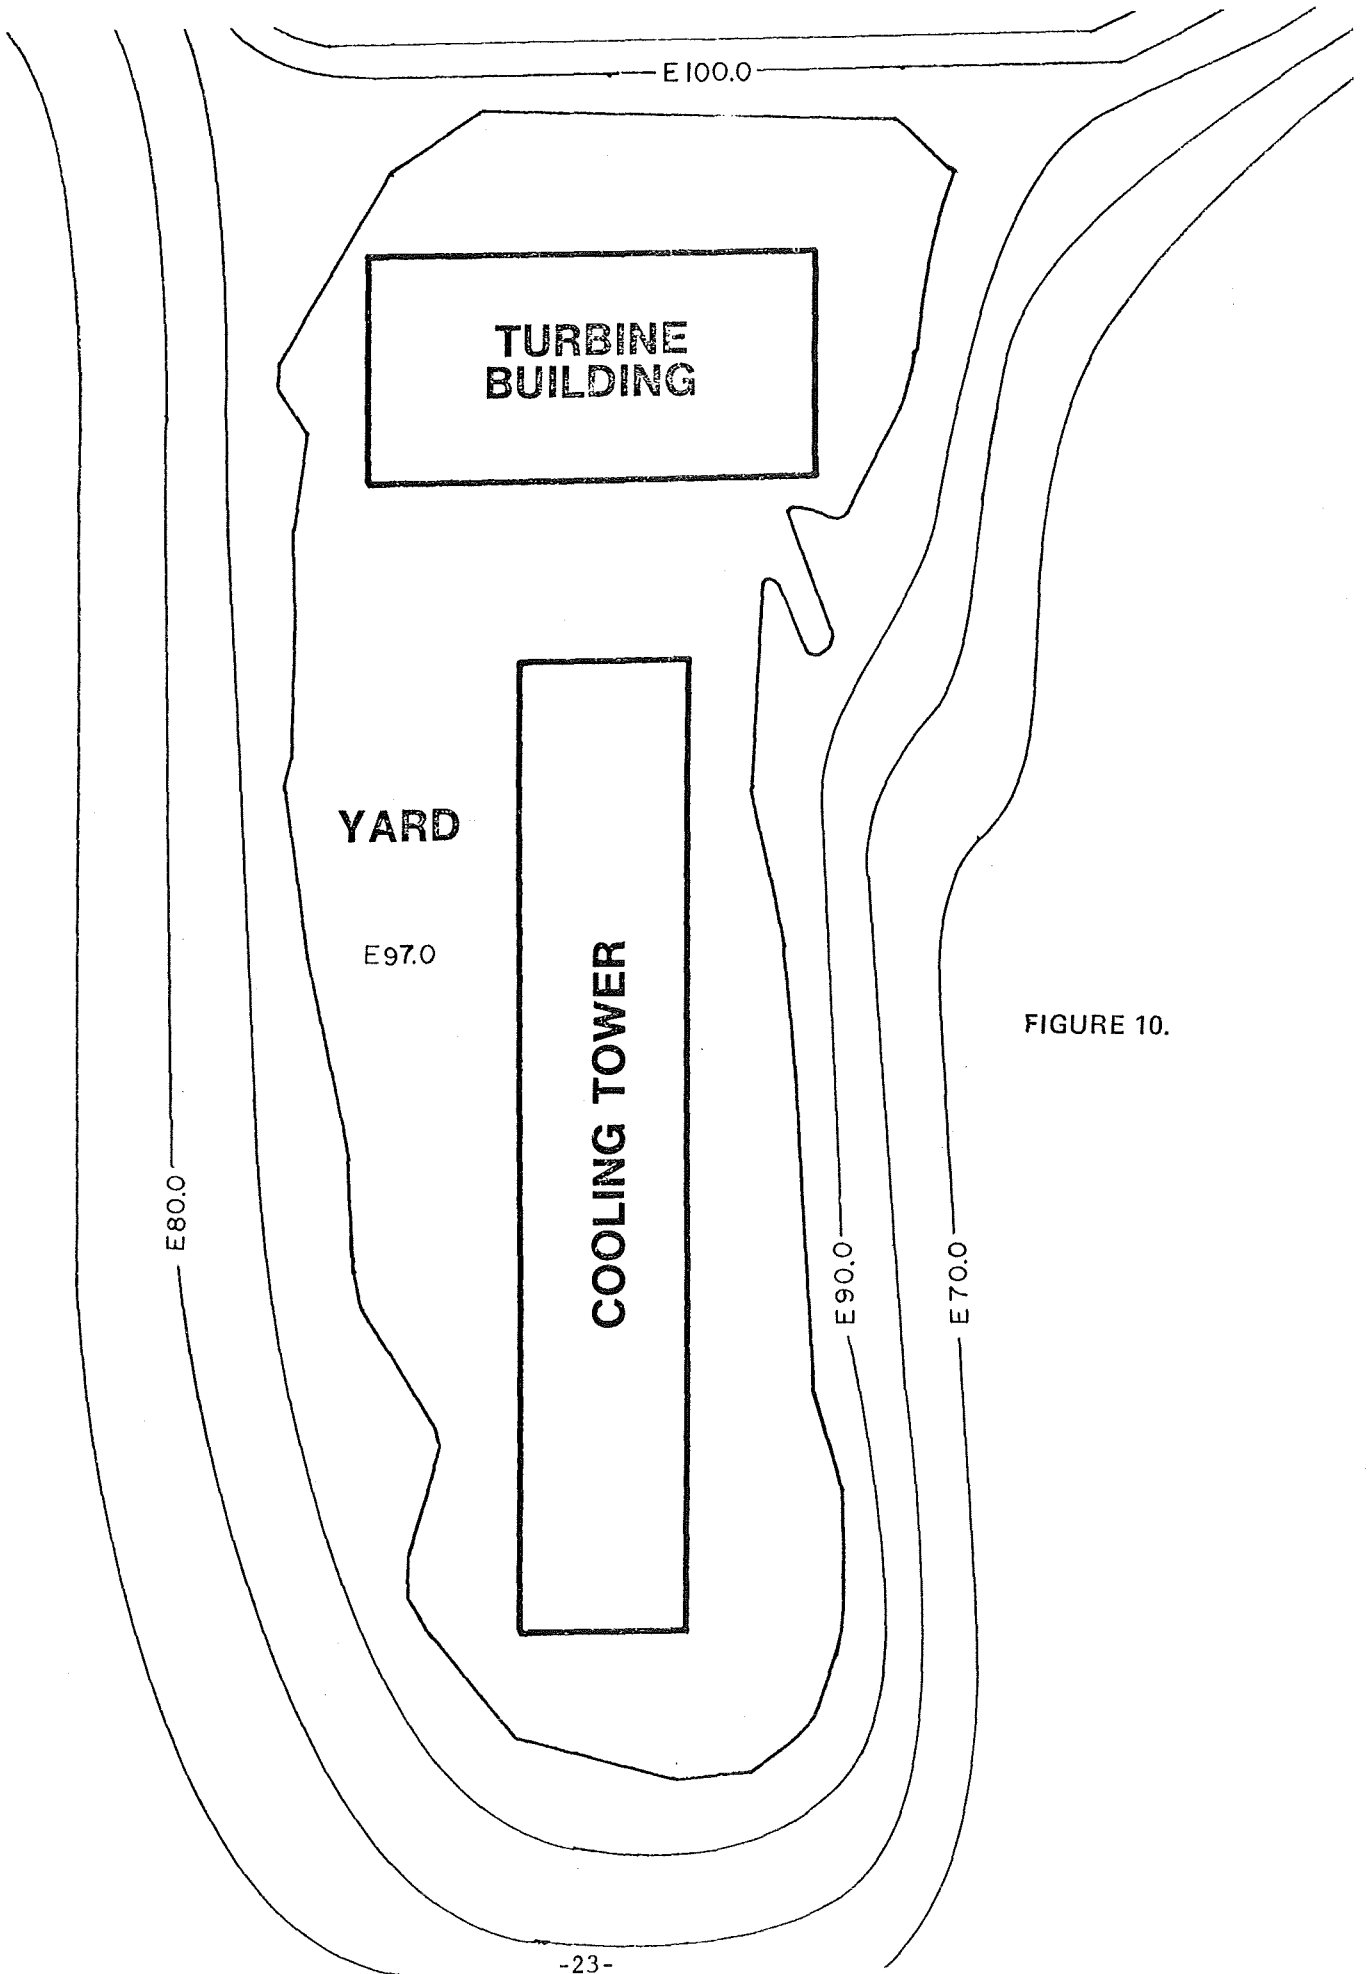 E100.0
TURBINE
BUILDING
YARD
E97.0
COOLING TOWER
FIGURE 10.
E80.0
E90.0
E70.0
-23-